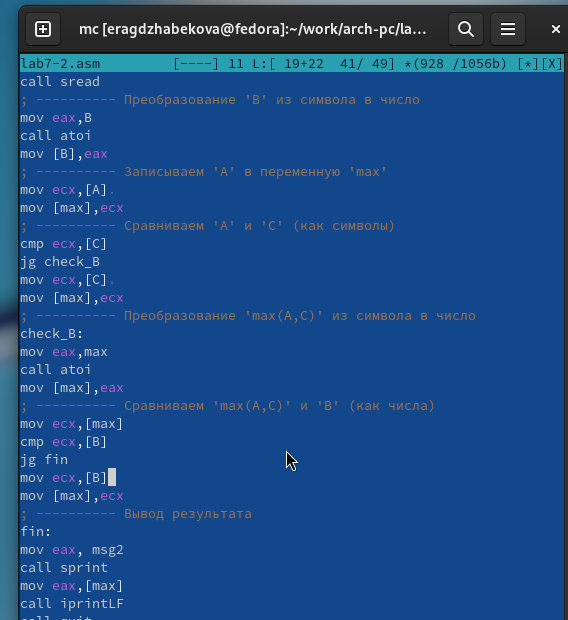 mc [eragdzhabekova@fedora]:~/work/arch-pc/la...
lab7-2.asm [----] 11 L:[ 19+22 41/ 49] *(928 /1056b) [*][X]
call sread
; ---------- Преобразование 'B' из символа в число
mov eax,B
call atoi
mov [B],eax
; ---------- Записываем 'A' в переменную 'max'
mov ecx,[A].
mov [max],ecx
; ---------- Сравниваем 'A' и 'С' (как символы)
cmp ecx,[C]
jg check_B
mov ecx,[C].
mov [max],ecx
; ---------- Преобразование 'max(A,C)' из символа в число
check_B:
mov eax,max
call atoi
mov [max],eax
; ---------- Сравниваем 'max(A,C)' и 'B' (как числа)
mov ecx,[max]
cmp ecx,[B]
jg fin
mov ecx,[B]
mov [max],ecx
; ---------- Вывод результата
fin:
mov eax, msg2
call sprint
mov eax,[max]
call iprintLF
call quit